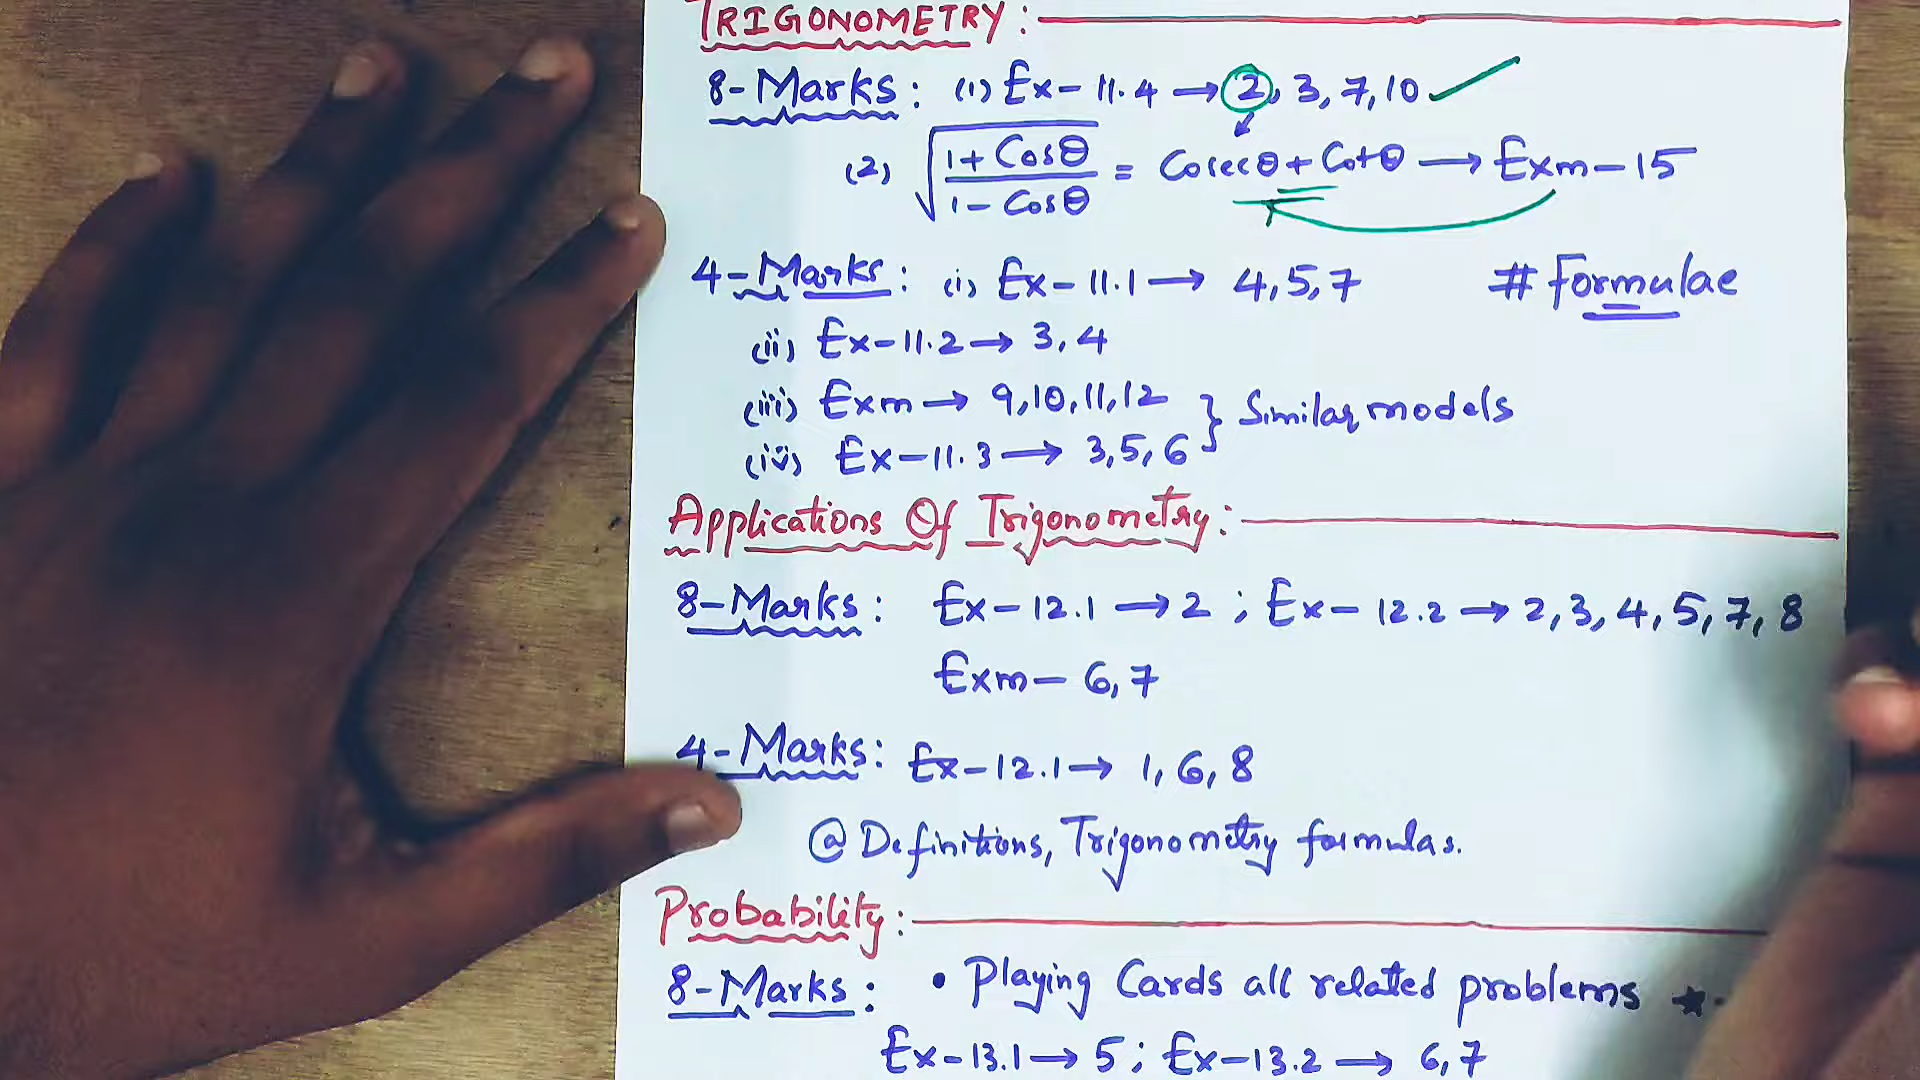 TRIGONOMETRY:
8-Marks: (1) Ex-11.4 → 2, 3, 7, 10 ✓
(2) √((1+Cosθ)/(1-Cosθ)) = Cosecθ + Cotθ → Exm-15
4-Marks: (i) Ex-11.1 → 4, 5, 7 # Formulae
(ii) Ex-11.2 → 3, 4
(iii) Exm → 9, 10, 11, 12 } Similar models
(iv) Ex-11.3 → 3, 5, 6
Applications Of Trigonometry:
8-Marks: Ex-12.1 → 2 ; Ex-12.2 → 2, 3, 4, 5, 7, 8
Exm- 6, 7
4-Marks: Ex-12.1 → 1, 6, 8
@ Definitions, Trigonometry formulas.
Probability:
8-Marks: • Playing Cards all related problems ★
Ex-13.1 → 5 ; Ex-13.2 → 6, 7